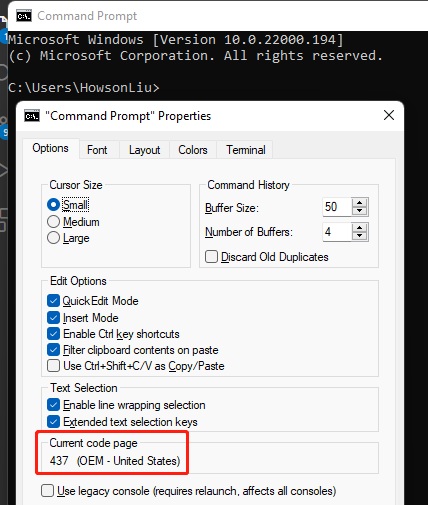 Command Prompt
Microsoft Windows [Version 10.0.22000.194]
(c) Microsoft Corporation. All rights reserved.
C:\Users\HowsonLiu>
"Command Prompt" Properties
Options Font Layout Colors Terminal
Cursor Size
Small
Medium
Large
Command History
Buffer Size: 50
Number of Buffers: 4
Discard Old Duplicates
Edit Options
QuickEdit Mode
Insert Mode
Enable Ctrl key shortcuts
Filter clipboard contents on paste
Use Ctrl+Shift+C/V as Copy/Paste
Text Selection
Enable line wrapping selection
Extended text selection keys
Current code page
437 (OEM - United States)
Use legacy console (requires relaunch, affects all consoles)